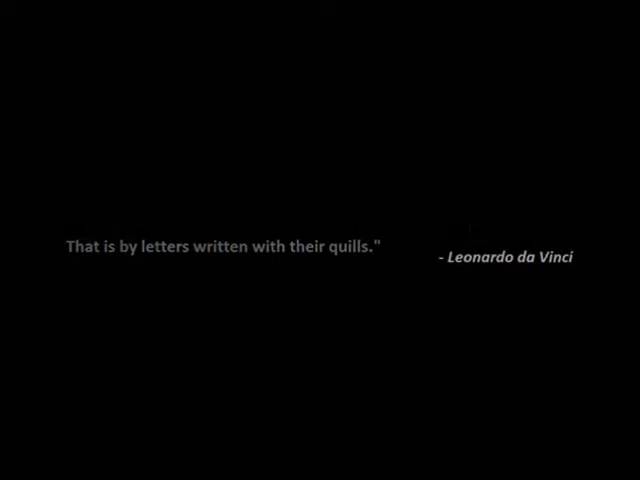 That is by letters written with their quills."
- Leonardo da Vinci